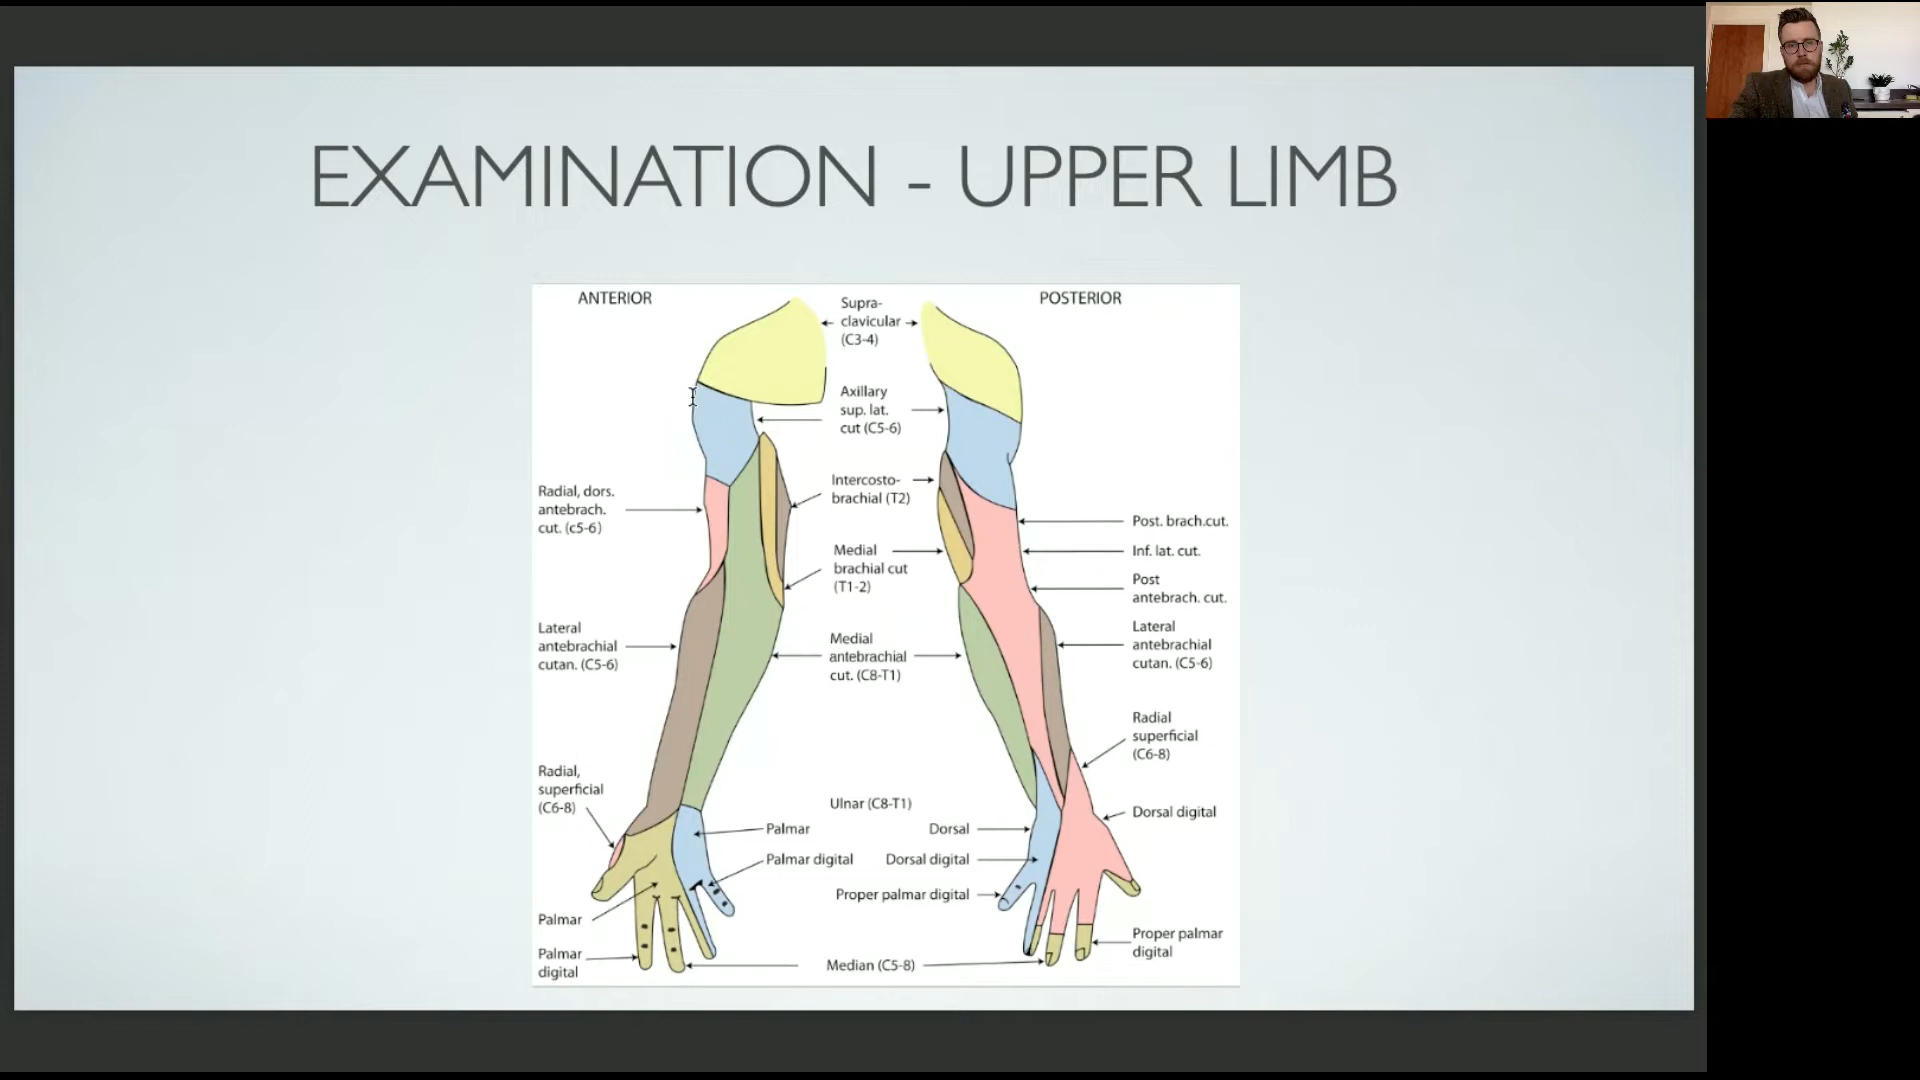 EXAMINATION - UPPER LIMB
ANTERIOR
POSTERIOR
Supra-
clavicular
(C3-4)
Axillary
sup. lat.
cut (C5-6)
Intercosto-
brachial (T2)
Medial
brachial cut
(T1-2)
Medial
antebrachial
cut. (C8-T1)
Radial, dors.
antebrach.
cut. (c5-6)
Lateral
antebrachial
cutan. (C5-6)
Radial,
superficial
(C6-8)
Palmar
Palmar
digital
Ulnar (C8-T1)
Palmar
Palmar digital
Dorsal
Dorsal digital
Proper palmar digital
Median (C5-8)
Post. brach.cut.
Inf. lat. cut.
Post
antebrach. cut.
Lateral
antebrachial
cutan. (C5-6)
Radial
superficial
(C6-8)
Dorsal digital
Proper palmar
digital